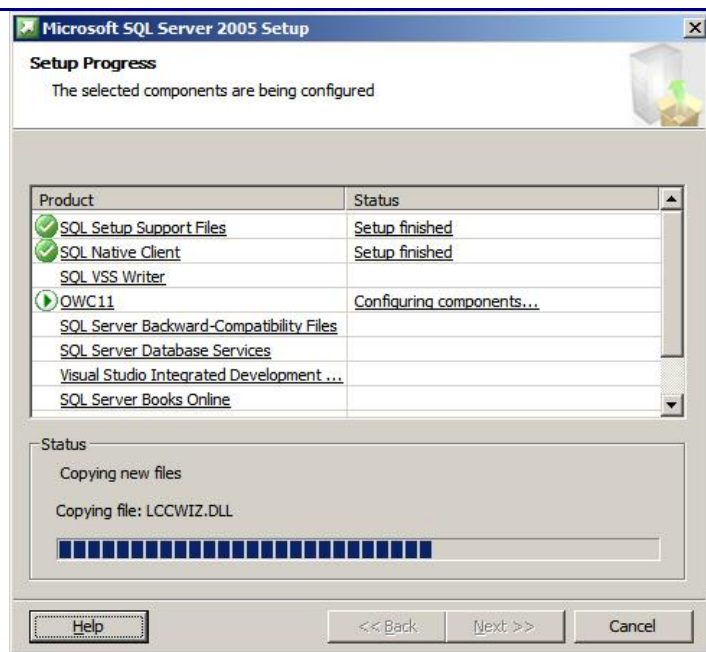 Microsoft SQL Server 2005 Setup
Setup Progress
The selected components are being configured
Product Status
SQL Setup Support Files Setup finished
SQL Native Client Setup finished
SQL VSS Writer
OWC11 Configuring components...
SQL Server Backward-Compatibility Files
SQL Server Database Services
Visual Studio Integrated Development ...
SQL Server Books Online
Status
Copying new files
Copying file: LCCWIZ.DLL
Help << Back Next >> Cancel